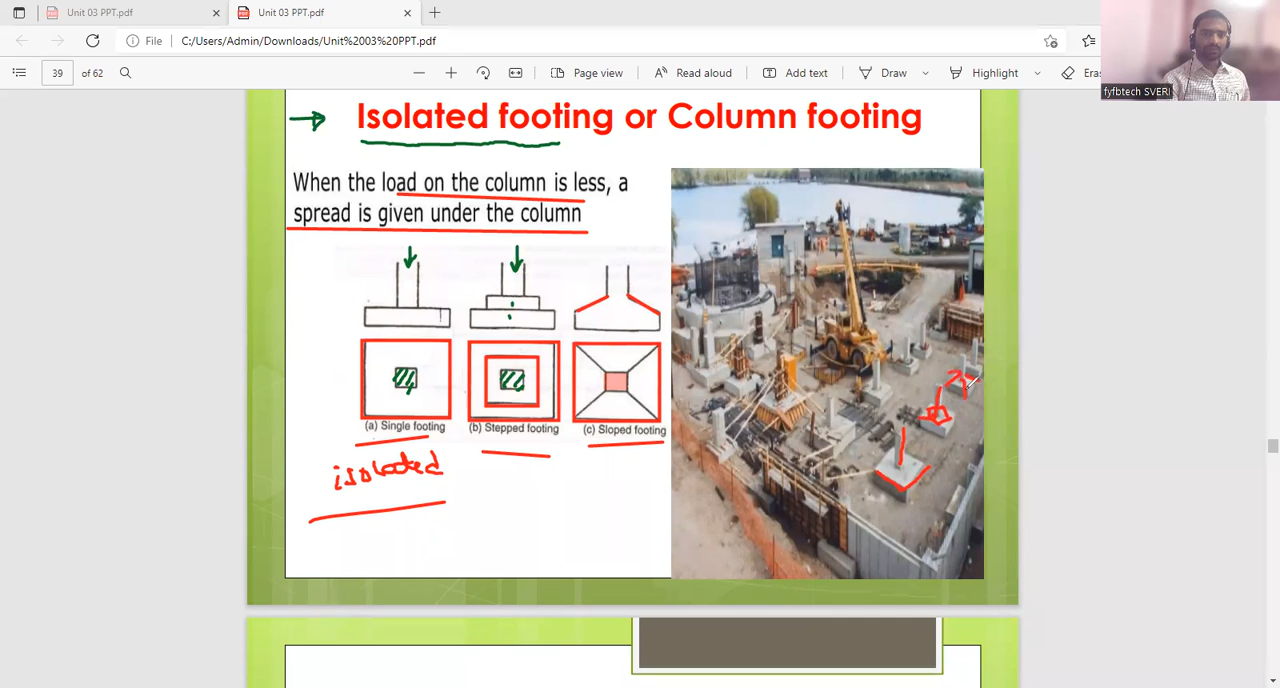 Unit 03 PPT.pdf
Unit 03 PPT.pdf
File
C:/Users/Admin/Downloads/Unit%2003%20PPT.pdf
39 of 62
Page view
Read aloud
Add text
Draw
Highlight
Eras
fyfbtech SVERI
Isolated footing or Column footing
When the load on the column is less, a
spread is given under the column
(a) Single footing
(b) Stepped footing
(c) Sloped footing
isolated